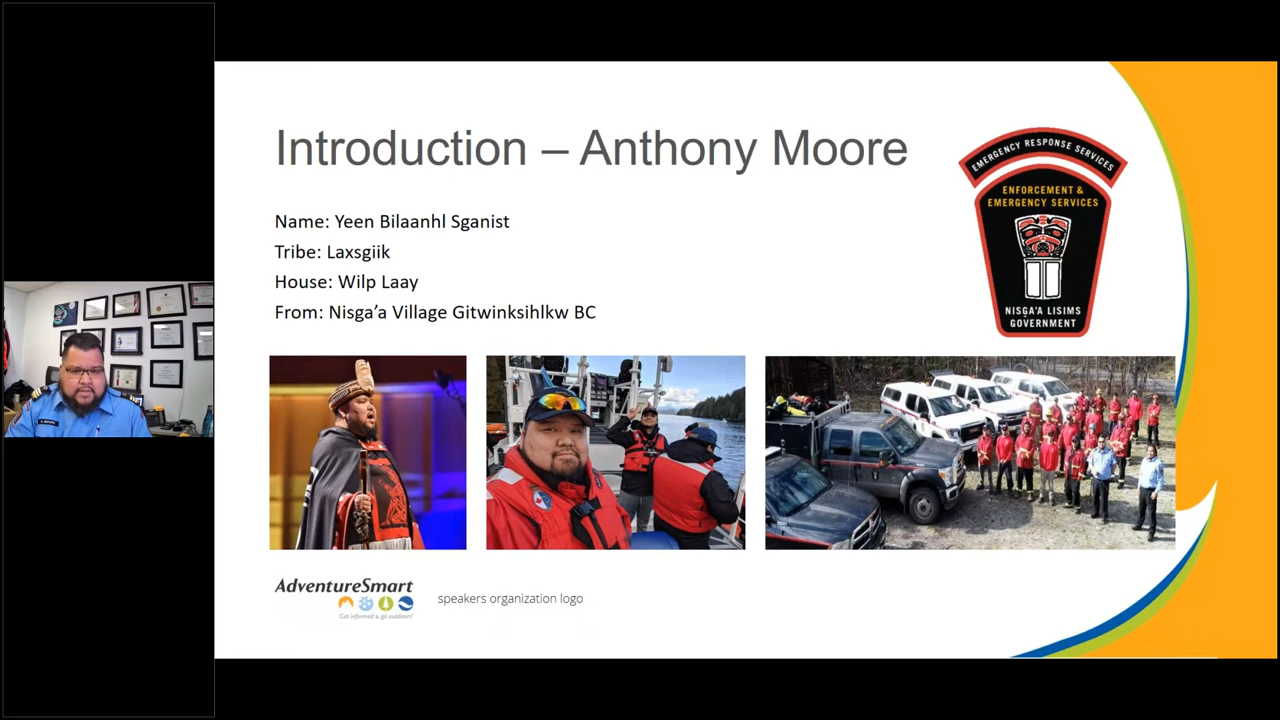 Introduction – Anthony Moore
EMERGENCY RESPONSE SERVICES
ENFORCEMENT &
EMERGENCY SERVICES
NISG̱A'A LISIMS
GOVERNMENT
Name: Yeen Bilaanhl Sganist
Tribe: Laxsgiik
House: Wilp Laay
From: Nisga’a Village Gitwinksihlkw BC
AdventureSmart
Get informed & go outdoors!
speakers organization logo